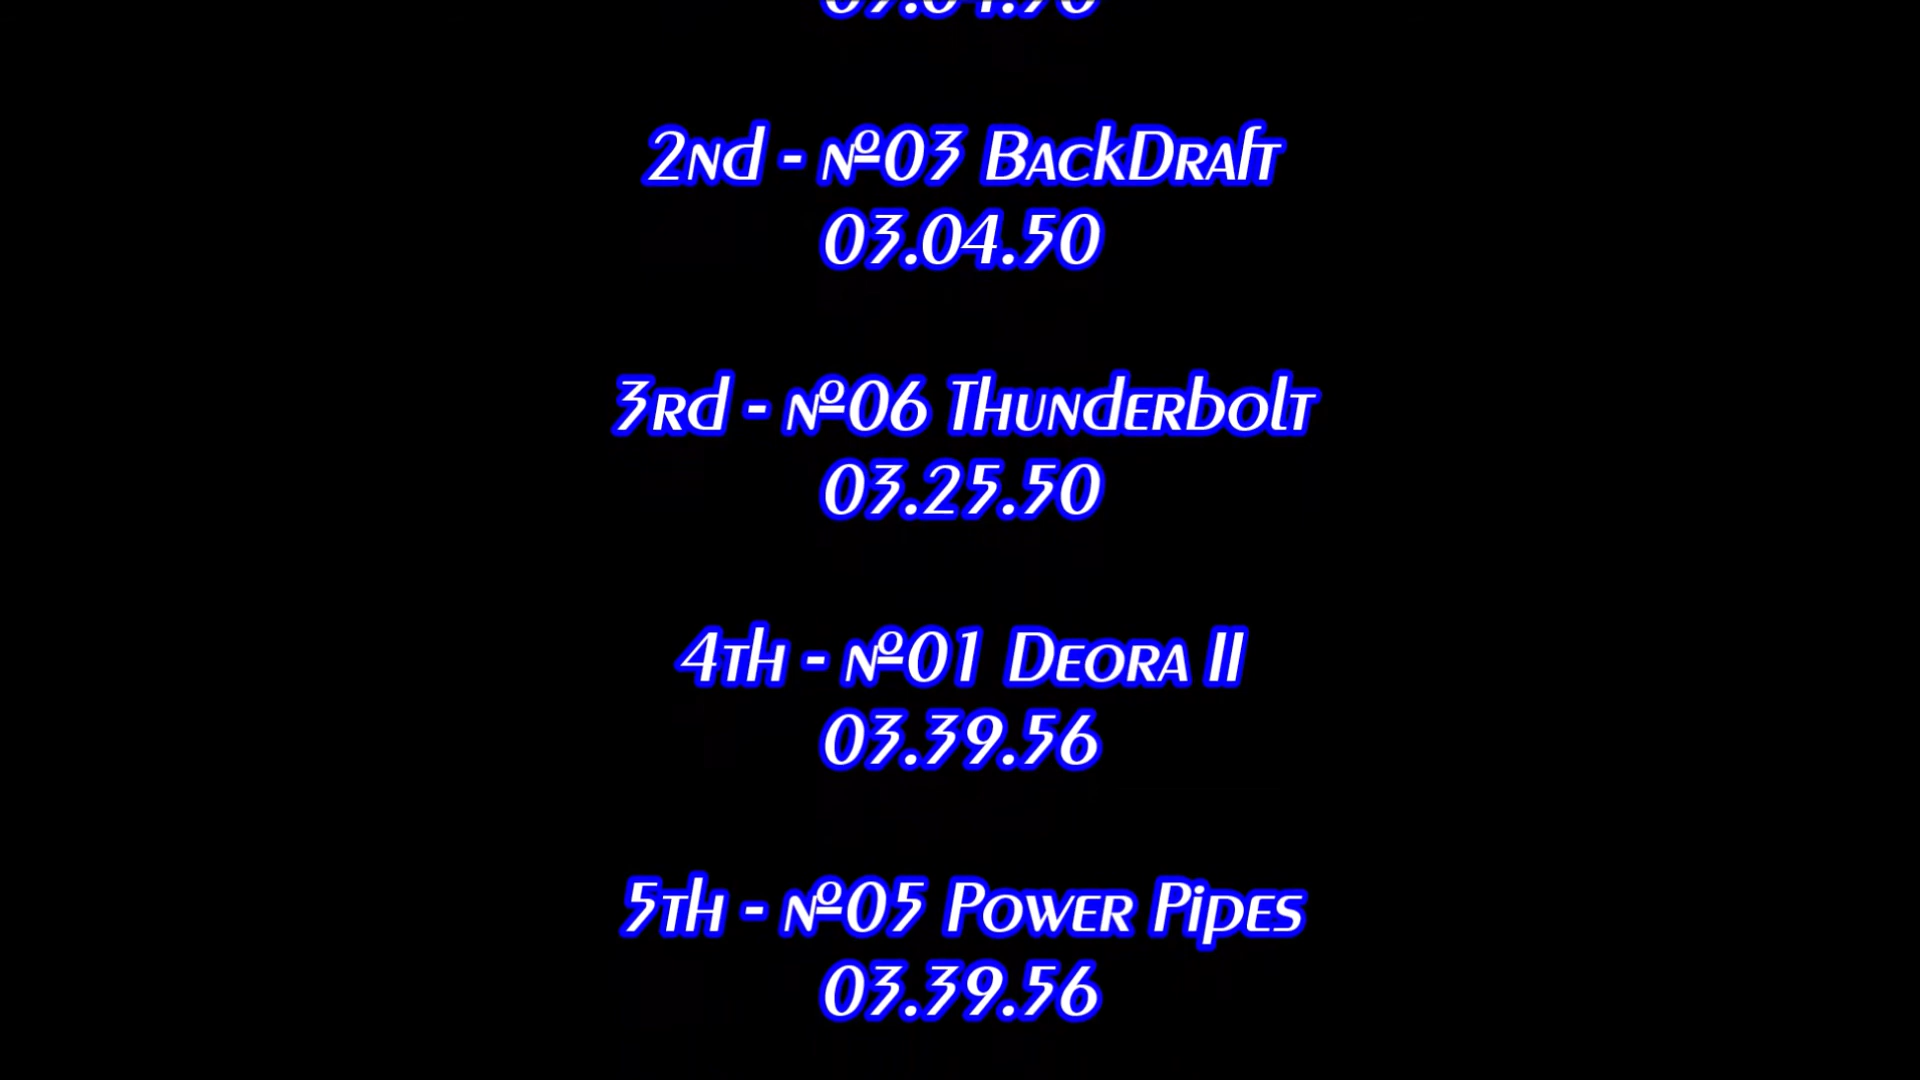 2nd - №03 BackDraft
03.04.50
3rd - №06 Thunderbolt
03.25.50
4th - №01 Deora II
03.39.56
5th - №05 Power Pipes
03.39.56